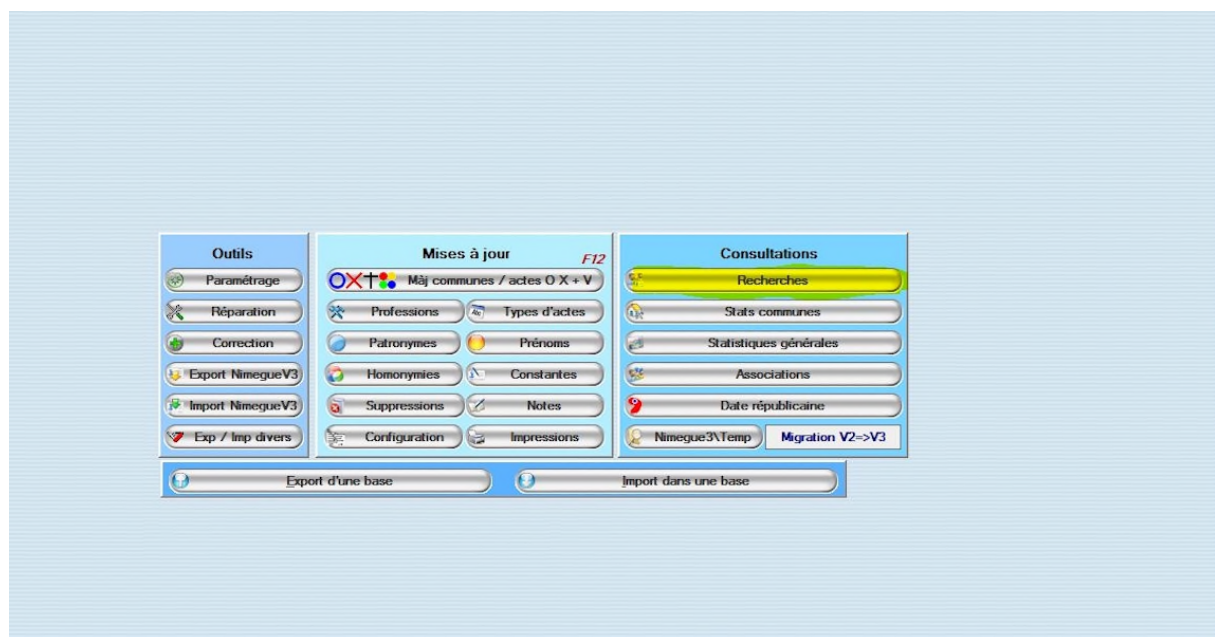 Outils
Paramétrage
Réparation
Correction
Export NimegueV3
Import NimegueV3
Exp / Imp divers
Mises à jour
F12
Màj communes / actes O X + V
Professions
Types d'actes
Patronymes
Prénoms
Homonymies
Constantes
Suppressions
Notes
Configuration
Impressions
Consultations
Recherches
Stats communes
Statistiques générales
Associations
Date républicaine
Nimegue3\Temp
Migration V2=>V3
Export d'une base
Import dans une base